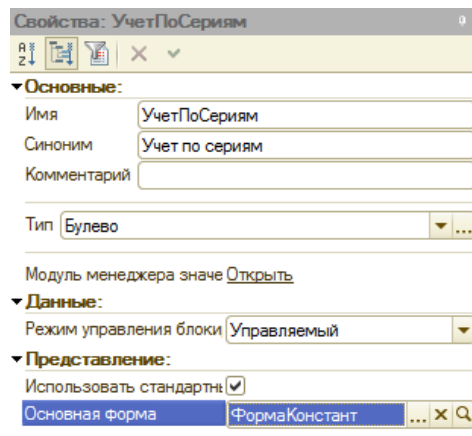 Свойства: УчетПоСериям
Основные:
Имя УчетПоСериям
Синоним Учет по сериям
Комментарий
Тип Булево
Модуль менеджера значе Открыть
Данные:
Режим управления блоки Управляемый
Представление:
Использовать стандартнь
Основная форма ФормаКонстант